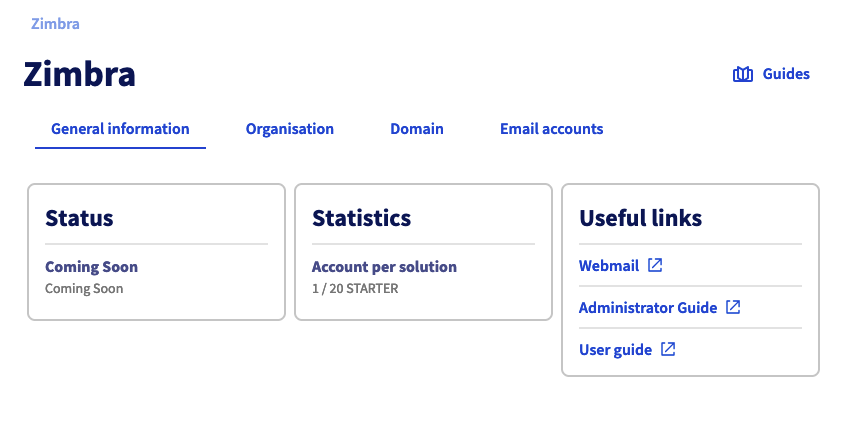 Zimbra
Zimbra
Guides
General information
Organisation
Domain
Email accounts
Status
Coming Soon
Coming Soon
Statistics
Account per solution
1 / 20 STARTER
Useful links
Webmail
Administrator Guide
User guide